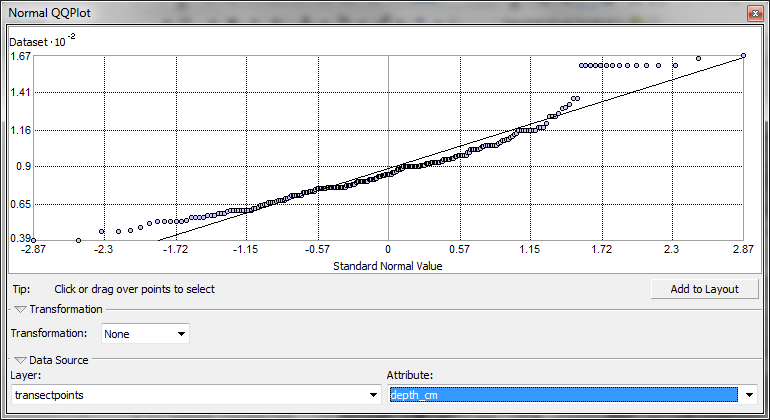 Normal QQPlot
Dataset · 10 -2
1.67
1.41
1.16
0.9
0.65
0.39
-2.87 -2.3 -1.72 -1.15 -0.57 0 0.57 1.15 1.72 2.3 2.87
Standard Normal Value
Tip: Click or drag over points to select
Add to Layout
Transformation
Transformation: None
Data Source
Layer: Attribute:
transectpoints depth_cm